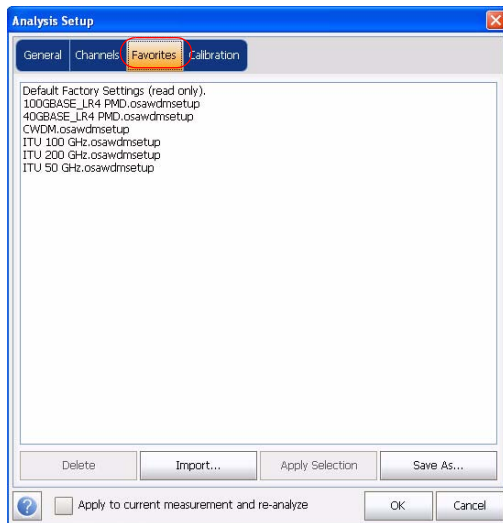 Analysis Setup
General Channels Favorites Calibration
Default Factory Settings (read only).
100GBASE_LR4 PMD.osawdmsetup
40GBASE_LR4 PMD.osawdmsetup
CWDM.osawdmsetup
ITU 100 GHz.osawdmsetup
ITU 200 GHz.osawdmsetup
ITU 50 GHz.osawdmsetup
Delete Import... Apply Selection Save As...
? Apply to current measurement and re-analyze OK Cancel